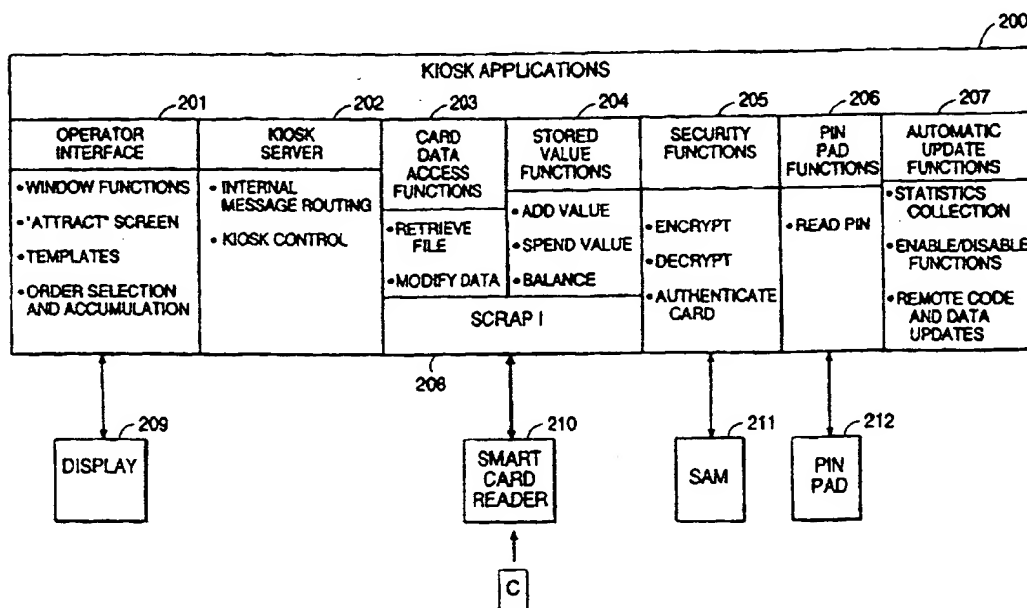 200
KIOSK APPLICATIONS
201
202
203
204
205
206
207
OPERATOR
INTERFACE
• WINDOW FUNCTIONS
• "ATTRACT" SCREEN
• TEMPLATES
• ORDER SELECTION
AND ACCUMULATION
KIOSK
SERVER
• INTERNAL
MESSAGE ROUTING
• KIOSK CONTROL
CARD
DATA
ACCESS
FUNCTIONS
• RETRIEVE
FILE
• MODIFY DATA
STORED
VALUE
FUNCTIONS
• ADD VALUE
• SPEND VALUE
• BALANCE
SCRAP I
SECURITY
FUNCTIONS
• ENCRYPT
• DECRYPT
• AUTHENTICATE
CARD
PIN
PAD
FUNCTIONS
• READ PIN
AUTOMATIC
UPDATE
FUNCTIONS
• STATISTICS
COLLECTION
• ENABLE/DISABLE
FUNCTIONS
• REMOTE CODE
AND DATA
UPDATES
208
209
DISPLAY
210
SMART
CARD
READER
211
SAM
212
PIN
PAD
C